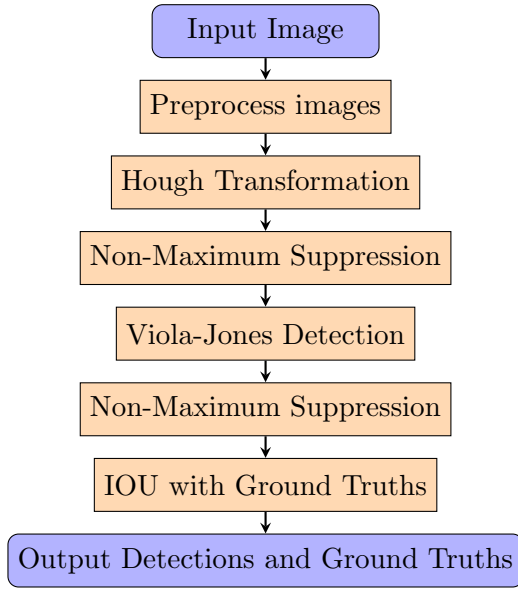 Input Image
Preprocess images
Hough Transformation
Non-Maximum Suppression
Viola-Jones Detection
Non-Maximum Suppression
IOU with Ground Truths
Output Detections and Ground Truths